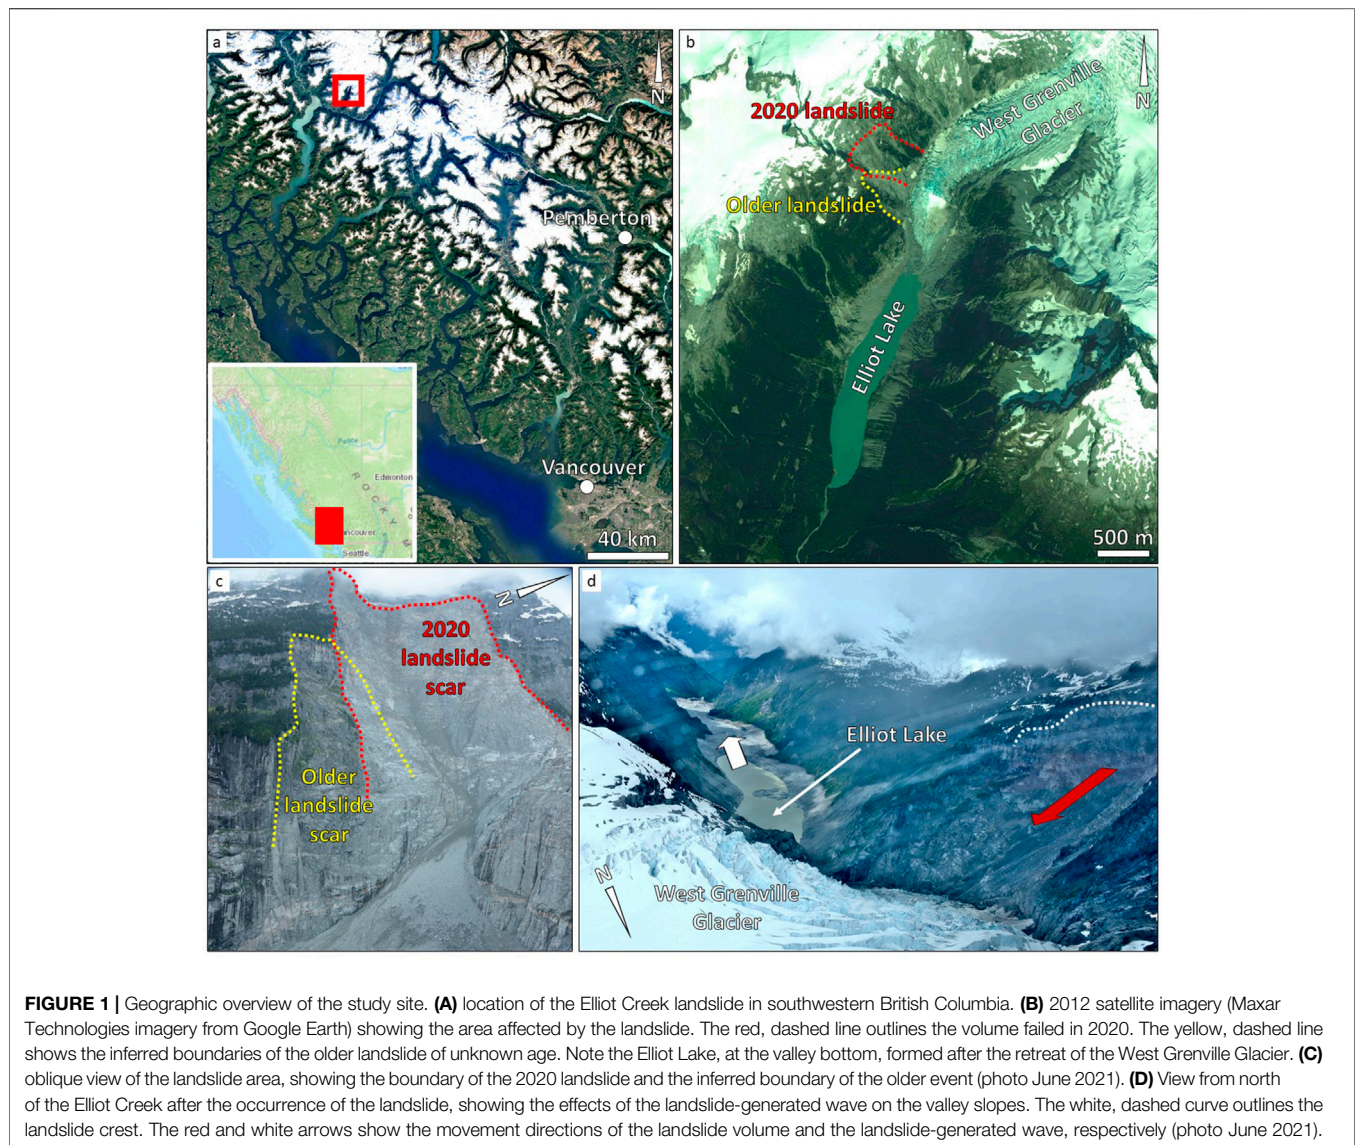 a
N
Pemberton
Vancouver
40 km
Peace
Edmonton
ROCKY
ncouver
Seattle
b
N
2020 landslide
West Grenville
Glacier
Older landslide
Elliot Lake
500 m
c
N
2020
landslide
scar
Older
landslide
scar
d
Elliot Lake
N
West Grenville
Glacier
FIGURE 1 | Geographic overview of the study site. (A) location of the Elliot Creek landslide in southwestern British Columbia. (B) 2012 satellite imagery (Maxar
Technologies imagery from Google Earth) showing the area affected by the landslide. The red, dashed line outlines the volume failed in 2020. The yellow, dashed line
shows the inferred boundaries of the older landslide of unknown age. Note the Elliot Lake, at the valley bottom, formed after the retreat of the West Grenville Glacier. (C)
oblique view of the landslide area, showing the boundary of the 2020 landslide and the inferred boundary of the older event (photo June 2021). (D) View from north
of the Elliot Creek after the occurrence of the landslide, showing the effects of the landslide-generated wave on the valley slopes. The white, dashed curve outlines the
landslide crest. The red and white arrows show the movement directions of the landslide volume and the landslide-generated wave, respectively (photo June 2021).